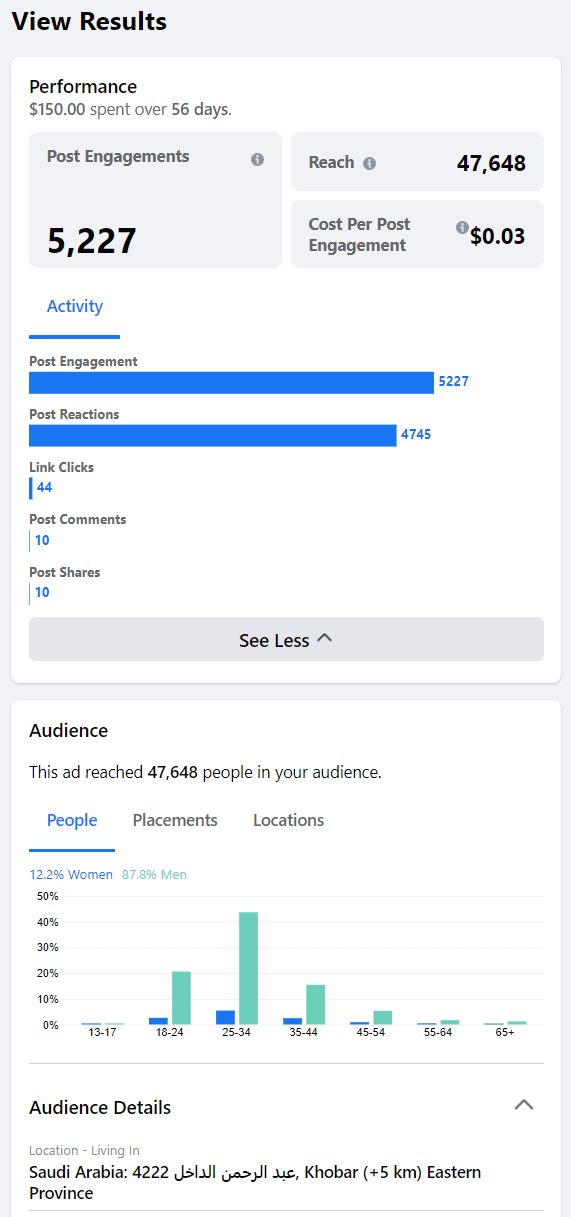 View Results
Performance
$150.00 spent over 56 days.
Post Engagements
5,227
Reach
47,648
Cost Per Post
Engagement
$0.03
Activity
Post Engagement
5227
Post Reactions
4745
Link Clicks
44
Post Comments
10
Post Shares
10
See Less
Audience
This ad reached 47,648 people in your audience.
People Placements Locations
12.2% Women 87.8% Men
50%
40%
30%
20%
10%
0%
13-17 18-24 25-34 35-44 45-54 55-64 65+
Audience Details
Location - Living In
Saudi Arabia: 4222 عبد الرحمن الداخل, Khobar (+5 km) Eastern
Province